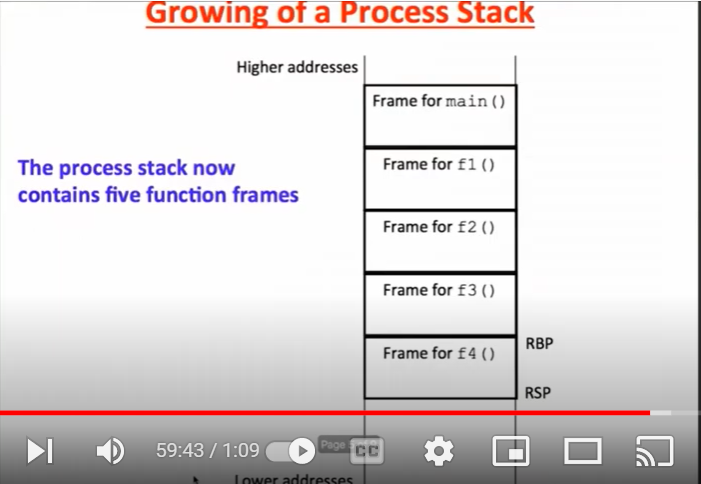 Growing of a Process Stack
Higher addresses
Frame for main()
The process stack now
contains five function frames
Frame for f1()
Frame for f2()
Frame for f3()
Frame for f4()
RBP
RSP
59:43 / 1:09
Page
CC
Lower addresses